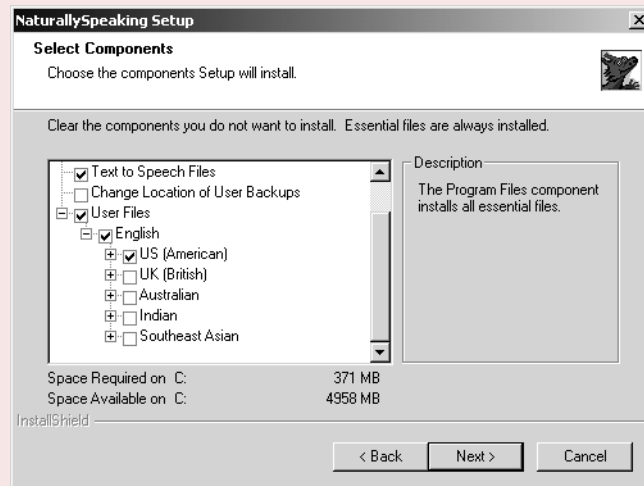 NaturallySpeaking Setup
Select Components
Choose the components Setup will install.
Clear the components you do not want to install. Essential files are always installed.
Text to Speech Files
Change Location of User Backups
User Files
English
US (American)
UK (British)
Australian
Indian
Southeast Asian
Description
The Program Files component
installs all essential files.
Space Required on C: 371 MB
Space Available on C: 4958 MB
InstallShield
< Back Next > Cancel